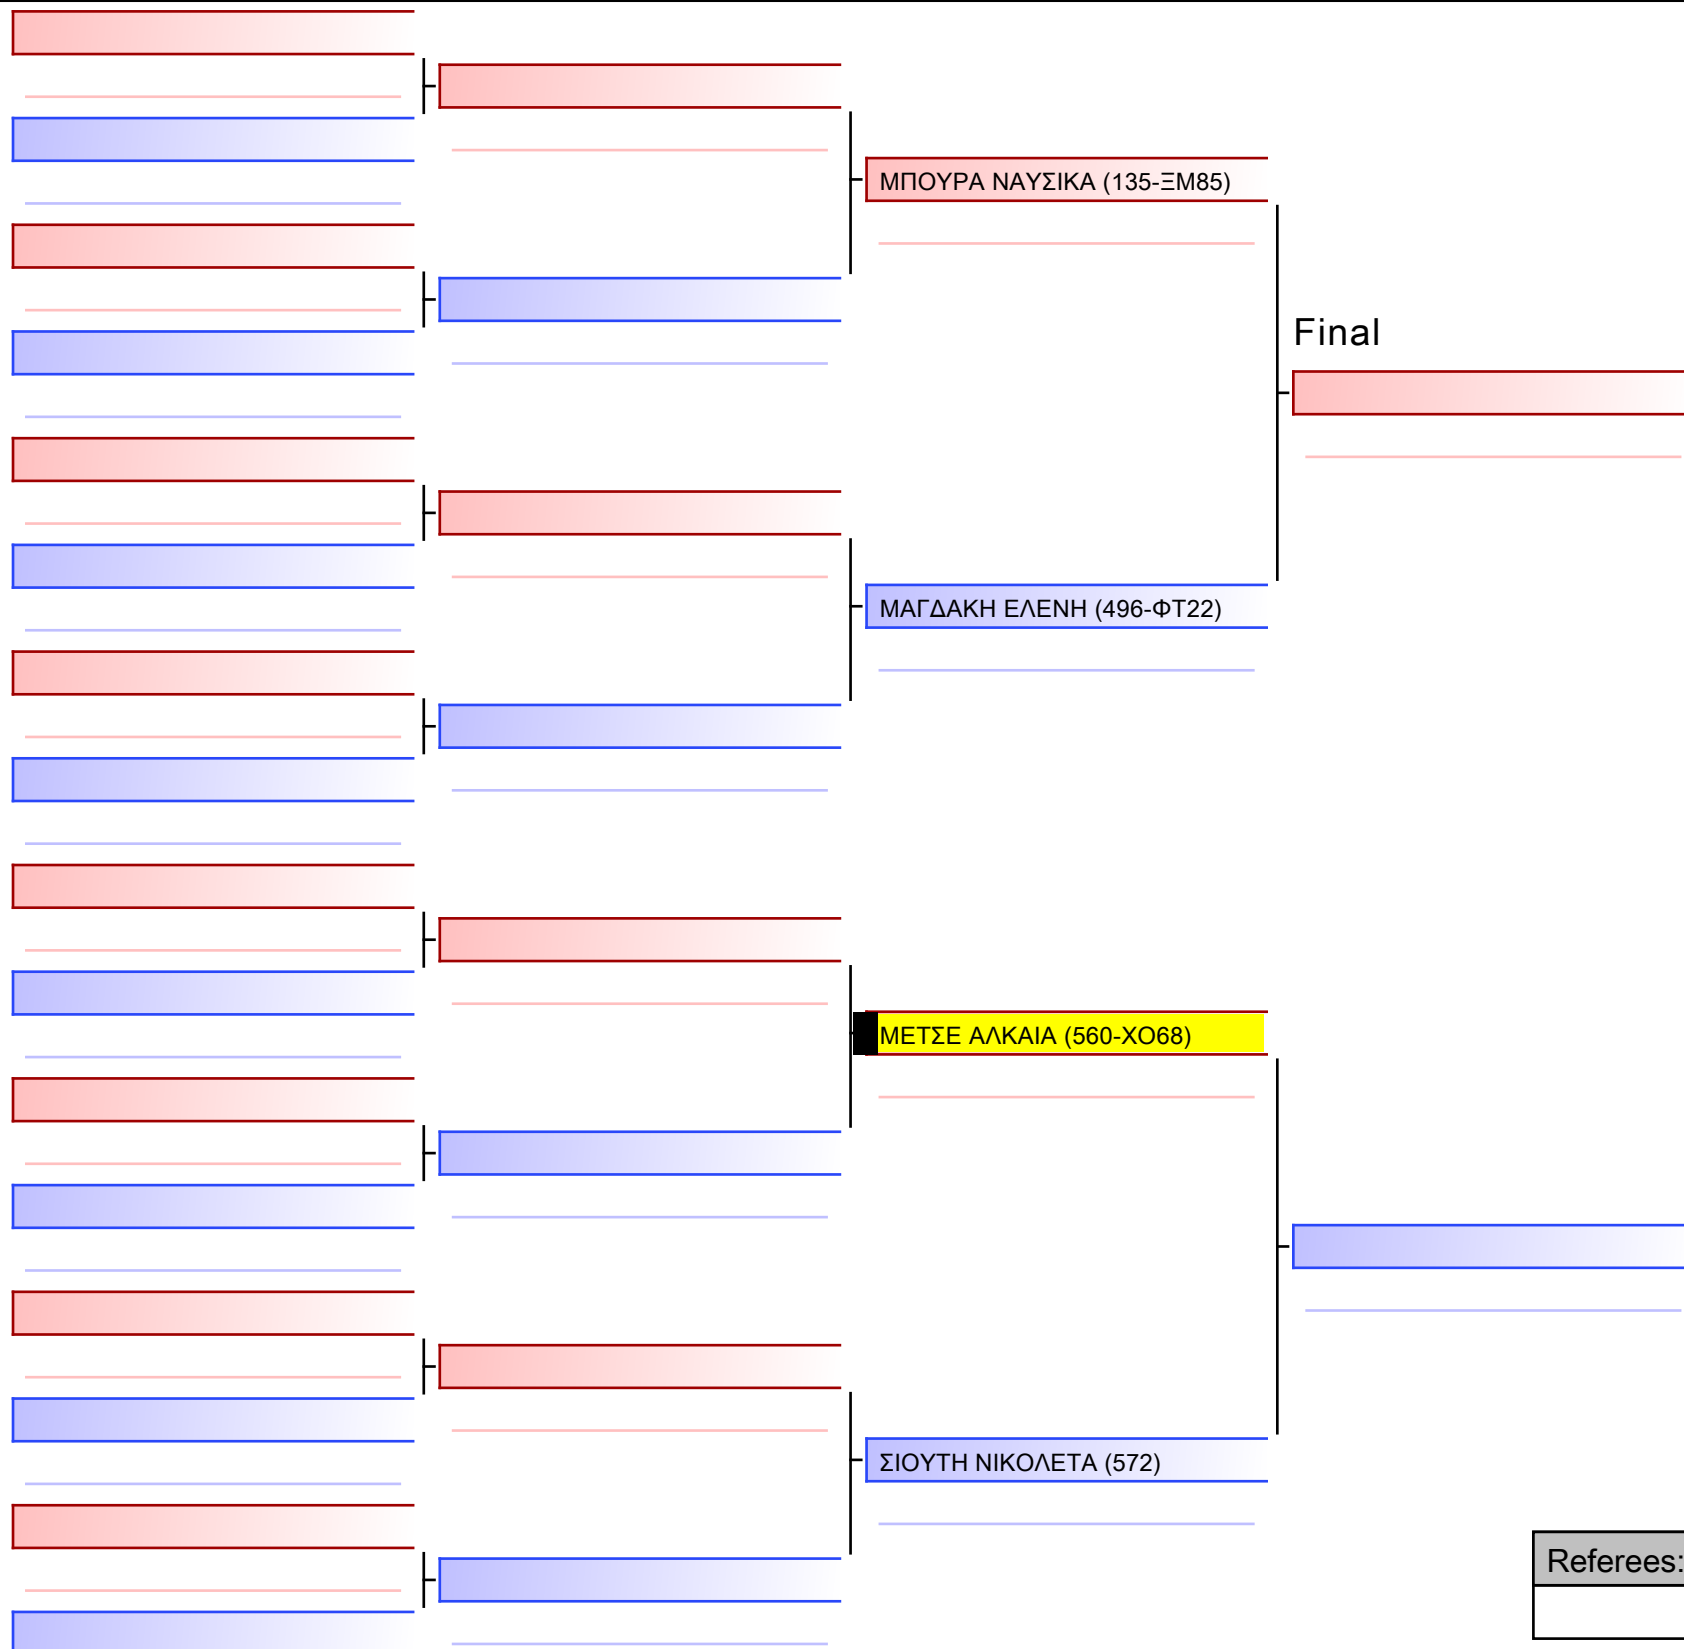 ΜΠΟΥΡΑ ΝΑΥΣΙΚΑ (135-ΞΜ85)
Final
ΜΑΓΔΑΚΗ ΕΛΕΝΗ (496-ΦΤ22)
ΜΕΤΣΕ ΑΛΚΑΙΑ (560-ΧΟ68)
ΣΙΟΥΤΗ ΝΙΚΟΛΕΤΑ (572)
Referees: